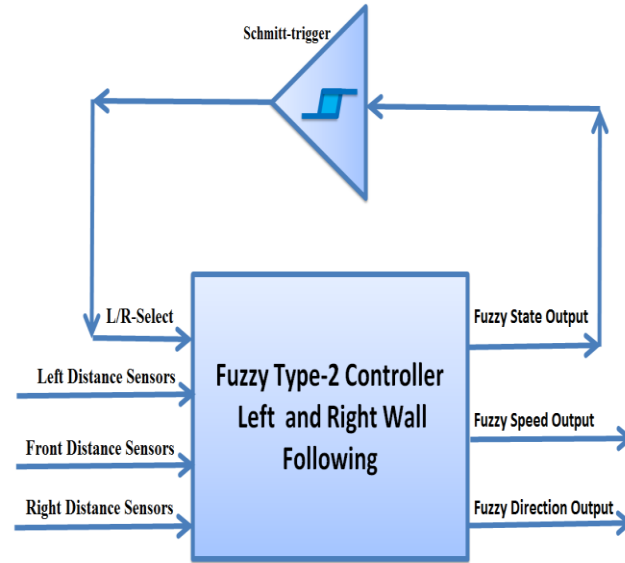 Schmitt-trigger
L/R-Select
Left Distance Sensors
Front Distance Sensors
Right Distance Sensors
Fuzzy Type-2 Controller
Left and Right Wall
Following
Fuzzy State Output
Fuzzy Speed Output
Fuzzy Direction Output